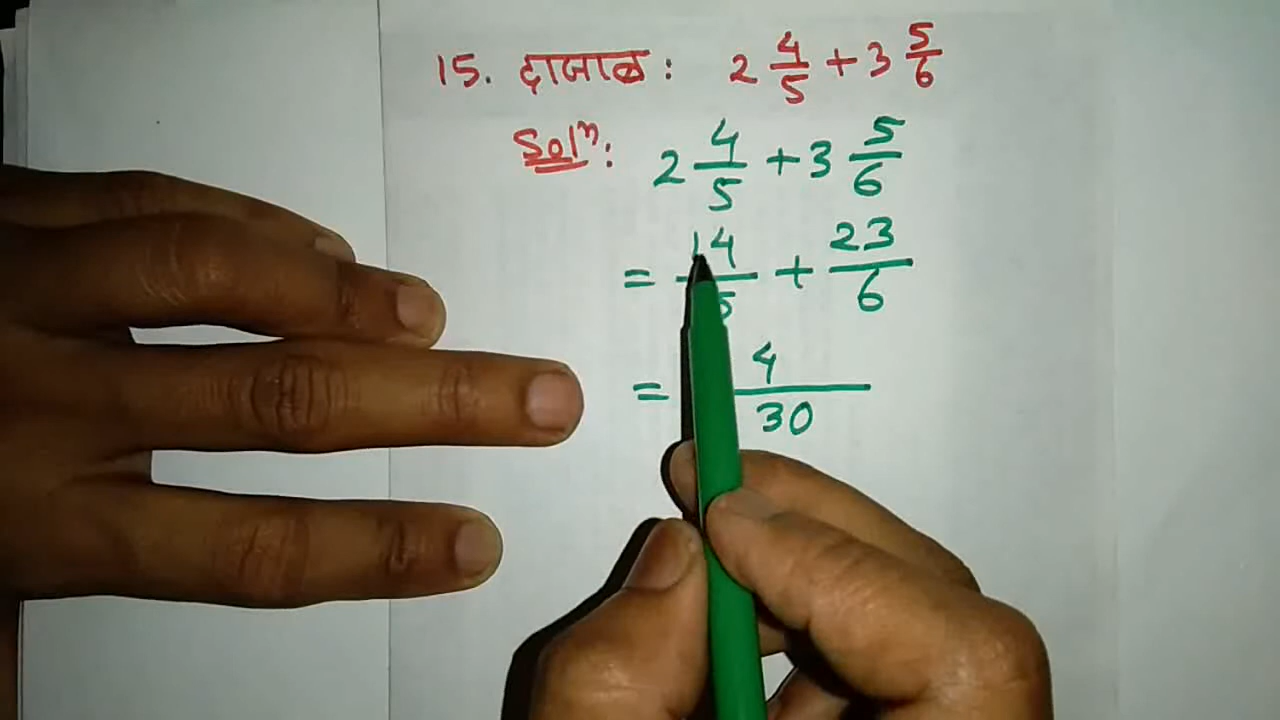 15. दाजाब : 2 4/5 + 3 5/6
Solⁿ: 2 4/5 + 3 5/6
= 14/5 + 23/6
= 4/30